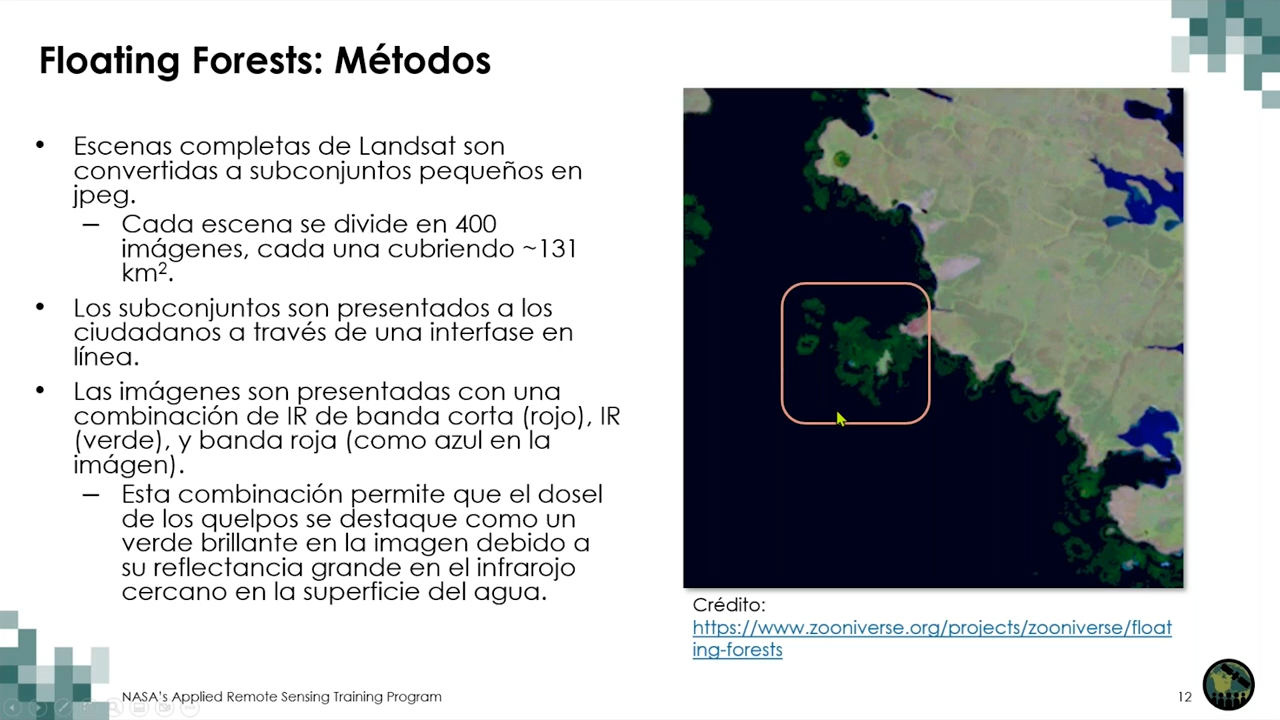 Floating Forests: Métodos
• Escenas completas de Landsat son
convertidas a subconjuntos pequeños en
jpeg.
– Cada escena se divide en 400
imágenes, cada una cubriendo ~131
km².
• Los subconjuntos son presentados a los
ciudadanos a través de una interfase en
línea.
• Las imágenes son presentadas con una
combinación de IR de banda corta (rojo), IR
(verde), y banda roja (como azul en la
imágen).
– Esta combinación permite que el dosel
de los quelpos se destaque como un
verde brillante en la imagen debido a
su reflectancia grande en el infrarojo
cercano en la superficie del agua.
Crédito:
https://www.zooniverse.org/projects/zooniverse/float
ing-forests
NASA's Applied Remote Sensing Training Program
12